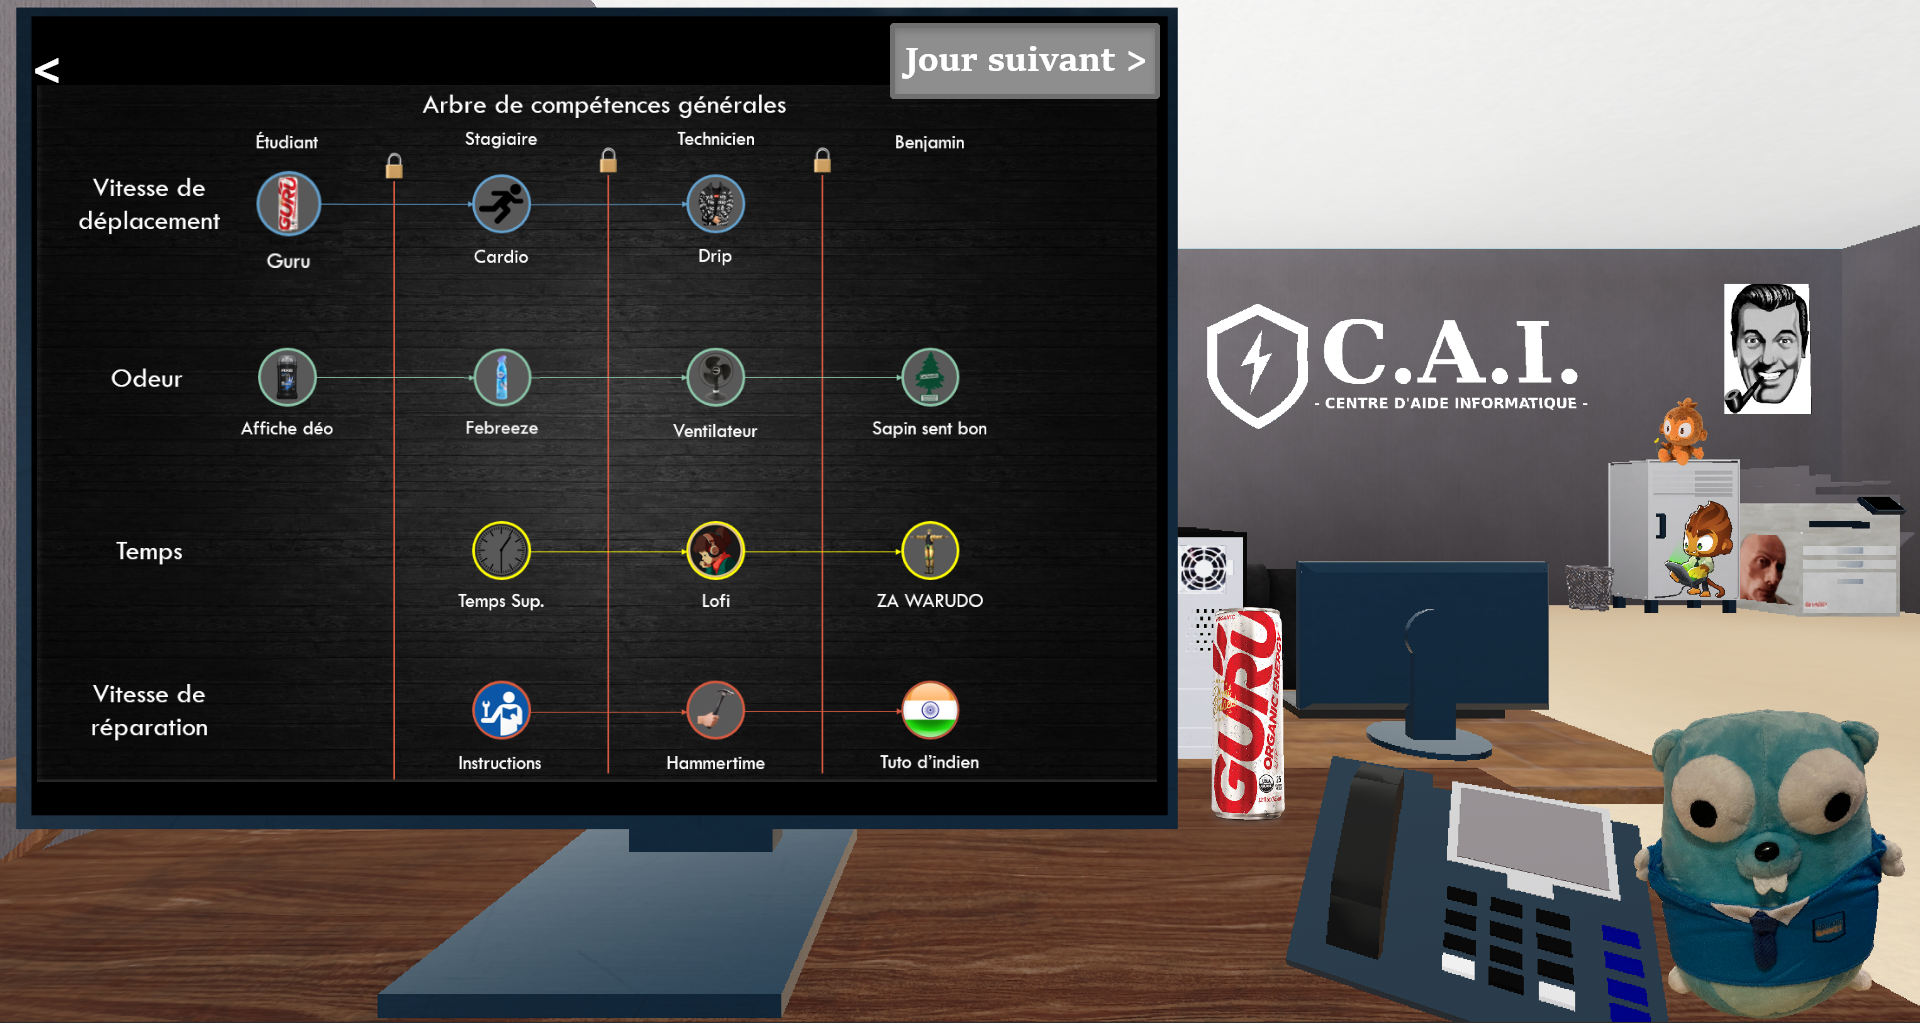 <
Jour suivant >
Arbre de compétences générales
Étudiant
Stagiaire
Technicien
Benjamin
Vitesse de
déplacement
GURU
Guru
Cardio
Drip
Odeur
AXE
Affiche déo
Febreeze
Ventilateur
Sapin sent bon
Temps
Temps Sup.
Lofi
ZA WARUDO
Vitesse de
réparation
Instructions
Hammertime
Tuto d'indien
C.A.I.
- CENTRE D'AIDE INFORMATIQUE -
GURU
ORGANIC ENERGY